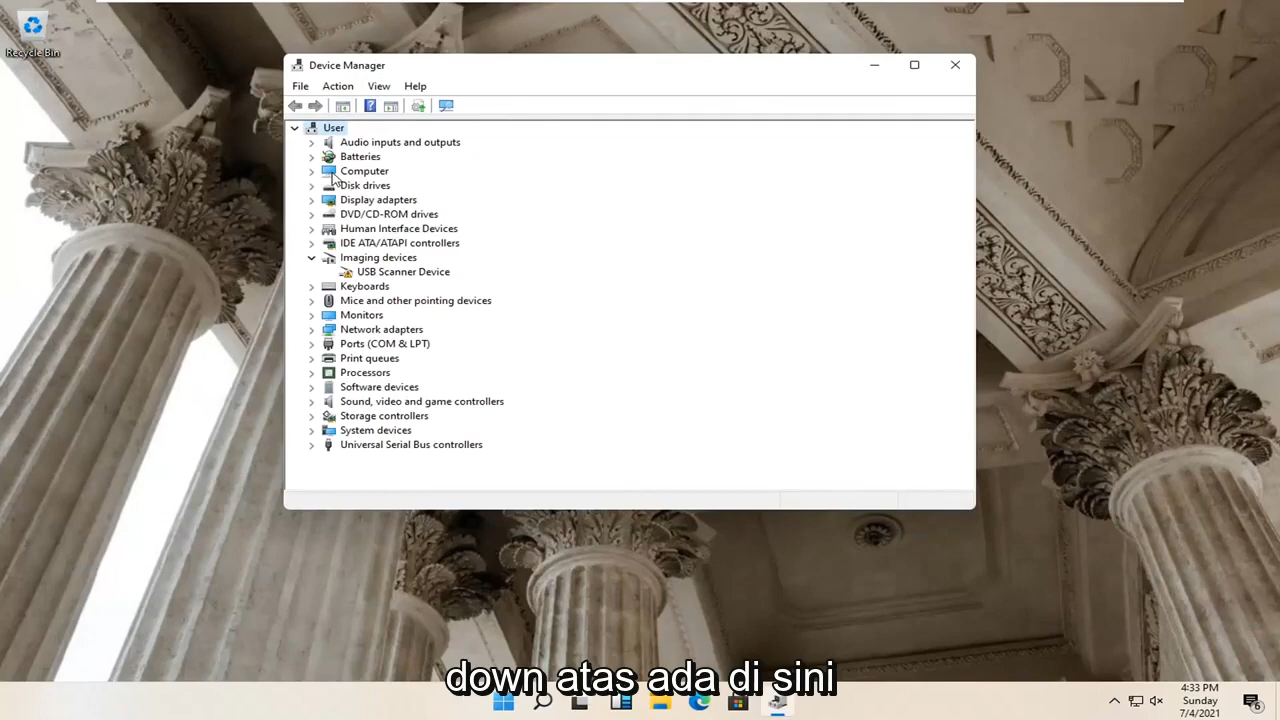 Recycle Bin
Device Manager
File Action View Help
User
Audio inputs and outputs
Batteries
Computer
Disk drives
Display adapters
DVD/CD-ROM drives
Human Interface Devices
IDE ATA/ATAPI controllers
Imaging devices
USB Scanner Device
Keyboards
Mice and other pointing devices
Monitors
Network adapters
Ports (COM & LPT)
Print queues
Processors
Software devices
Sound, video and game controllers
Storage controllers
System devices
Universal Serial Bus controllers
down atas ada di sini
4:33 PM
Sunday
7/4/2021
6